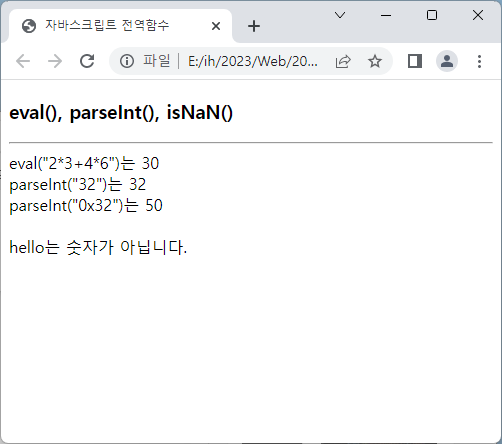 자바스크립트 전역함수
파일 E:/ih/2023/Web/20...
eval(), parseInt(), isNaN()
eval("2*3+4*6")는 30
parseInt("32")는 32
parseInt("0x32")는 50
hello는 숫자가 아닙니다.